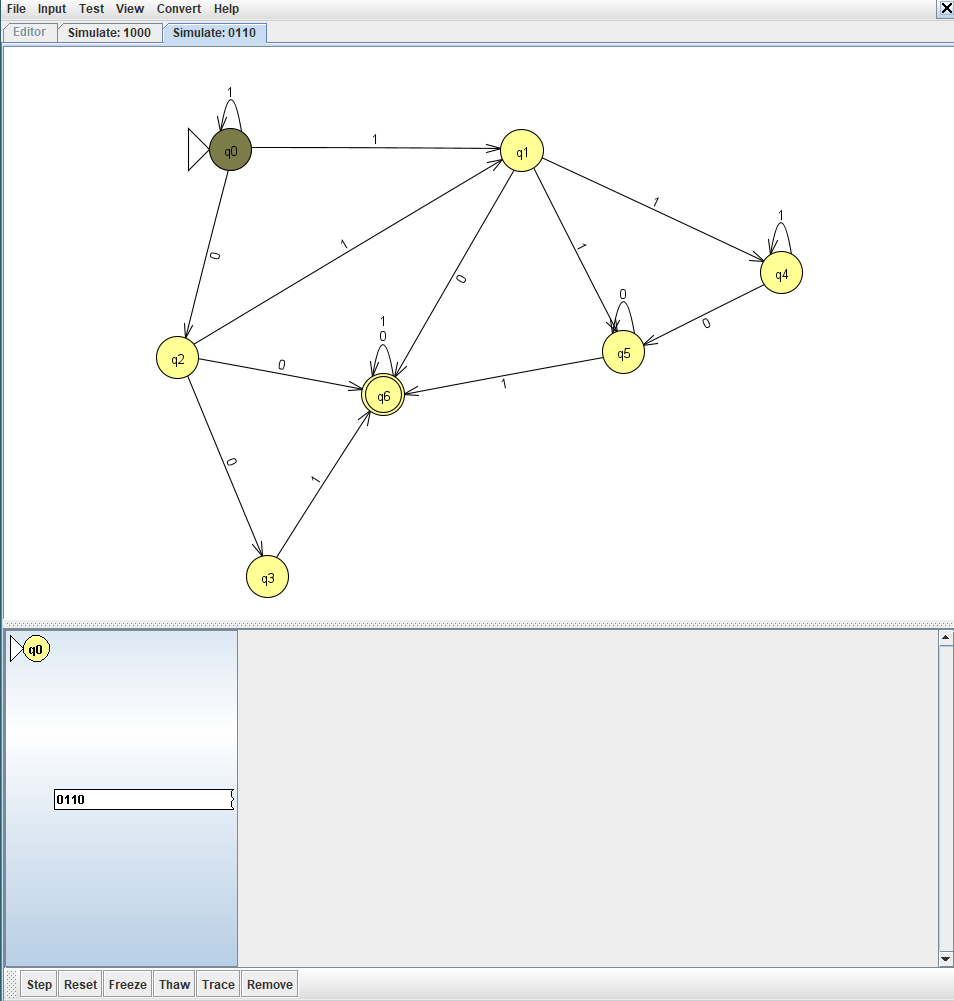 File Input Test View Convert Help
Editor Simulate: 1000 Simulate: 0110
1
q0
1
q1
1
1
q4
0
1
0
1
0
q5
0
q2
0
1
0
q6
1
0
1
q3
q0
0110
Step Reset Freeze Thaw Trace Remove